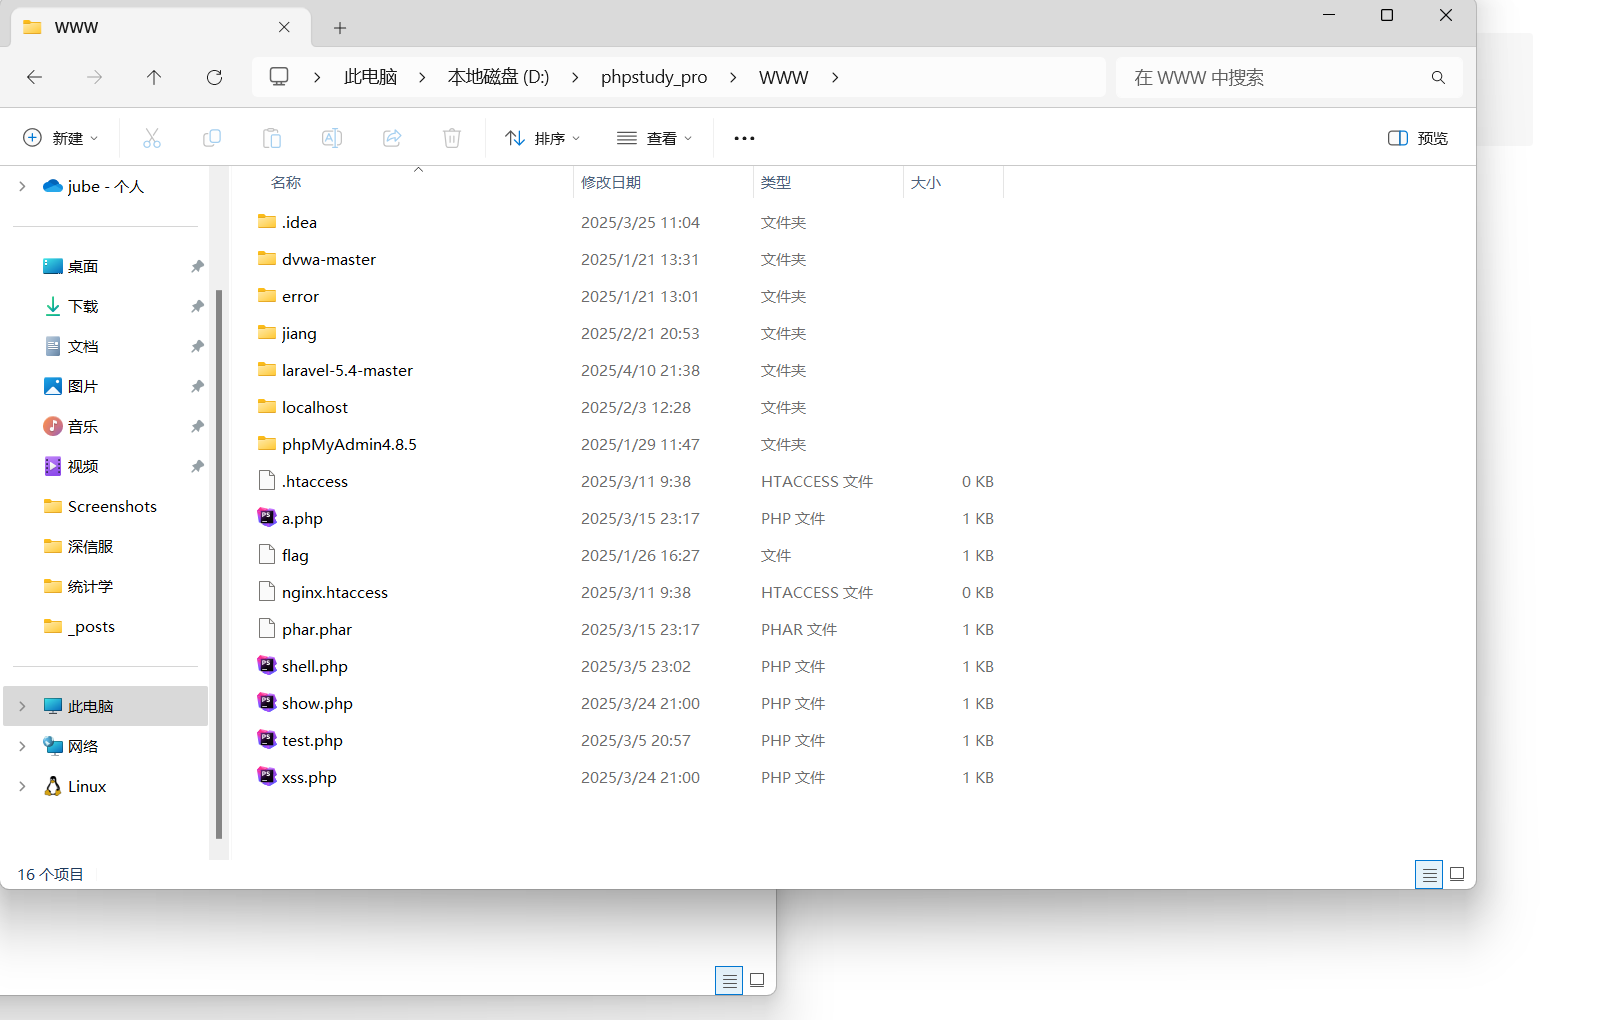 WWW
此电脑 本地磁盘 (D:) phpstudy_pro WWW 在 WWW 中搜索
新建 排序 查看 ••• 预览
jube - 个人
桌面
下载
文档
图片
音乐
视频
Screenshots
深信服
统计学
_posts
此电脑
网络
Linux
名称 修改日期 类型 大小
.idea 2025/3/25 11:04 文件夹
dvwa-master 2025/1/21 13:31 文件夹
error 2025/1/21 13:01 文件夹
jiang 2025/2/21 20:53 文件夹
laravel-5.4-master 2025/4/10 21:38 文件夹
localhost 2025/2/3 12:28 文件夹
phpMyAdmin4.8.5 2025/1/29 11:47 文件夹
.htaccess 2025/3/11 9:38 HTACCESS 文件 0 KB
a.php 2025/3/15 23:17 PHP 文件 1 KB
flag 2025/1/26 16:27 文件 1 KB
nginx.htaccess 2025/3/11 9:38 HTACCESS 文件 0 KB
phar.phar 2025/3/15 23:17 PHAR 文件 1 KB
shell.php 2025/3/5 23:02 PHP 文件 1 KB
show.php 2025/3/24 21:00 PHP 文件 1 KB
test.php 2025/3/5 20:57 PHP 文件 1 KB
xss.php 2025/3/24 21:00 PHP 文件 1 KB
16 个项目